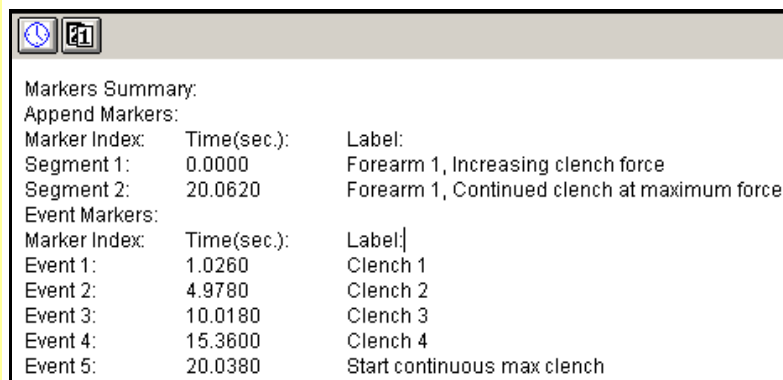 Markers Summary:
Append Markers:
Marker Index: Time(sec.): Label:
Segment 1: 0.0000 Forearm 1, Increasing clench force
Segment 2: 20.0620 Forearm 1, Continued clench at maximum force
Event Markers:
Marker Index: Time(sec.): Label:
Event 1: 1.0260 Clench 1
Event 2: 4.9780 Clench 2
Event 3: 10.0180 Clench 3
Event 4: 15.3600 Clench 4
Event 5: 20.0380 Start continuous max clench